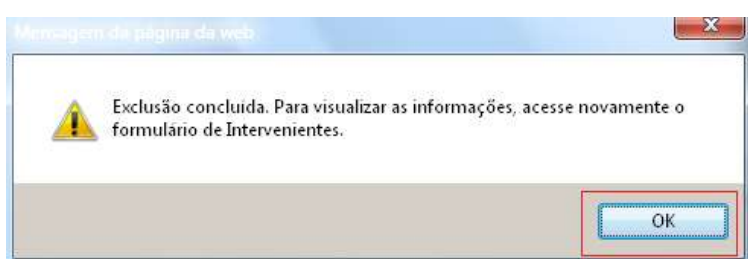 Mensagem da página da web
Exclusão concluída. Para visualizar as informações, acesse novamente o
formulário de Intervenientes.
OK